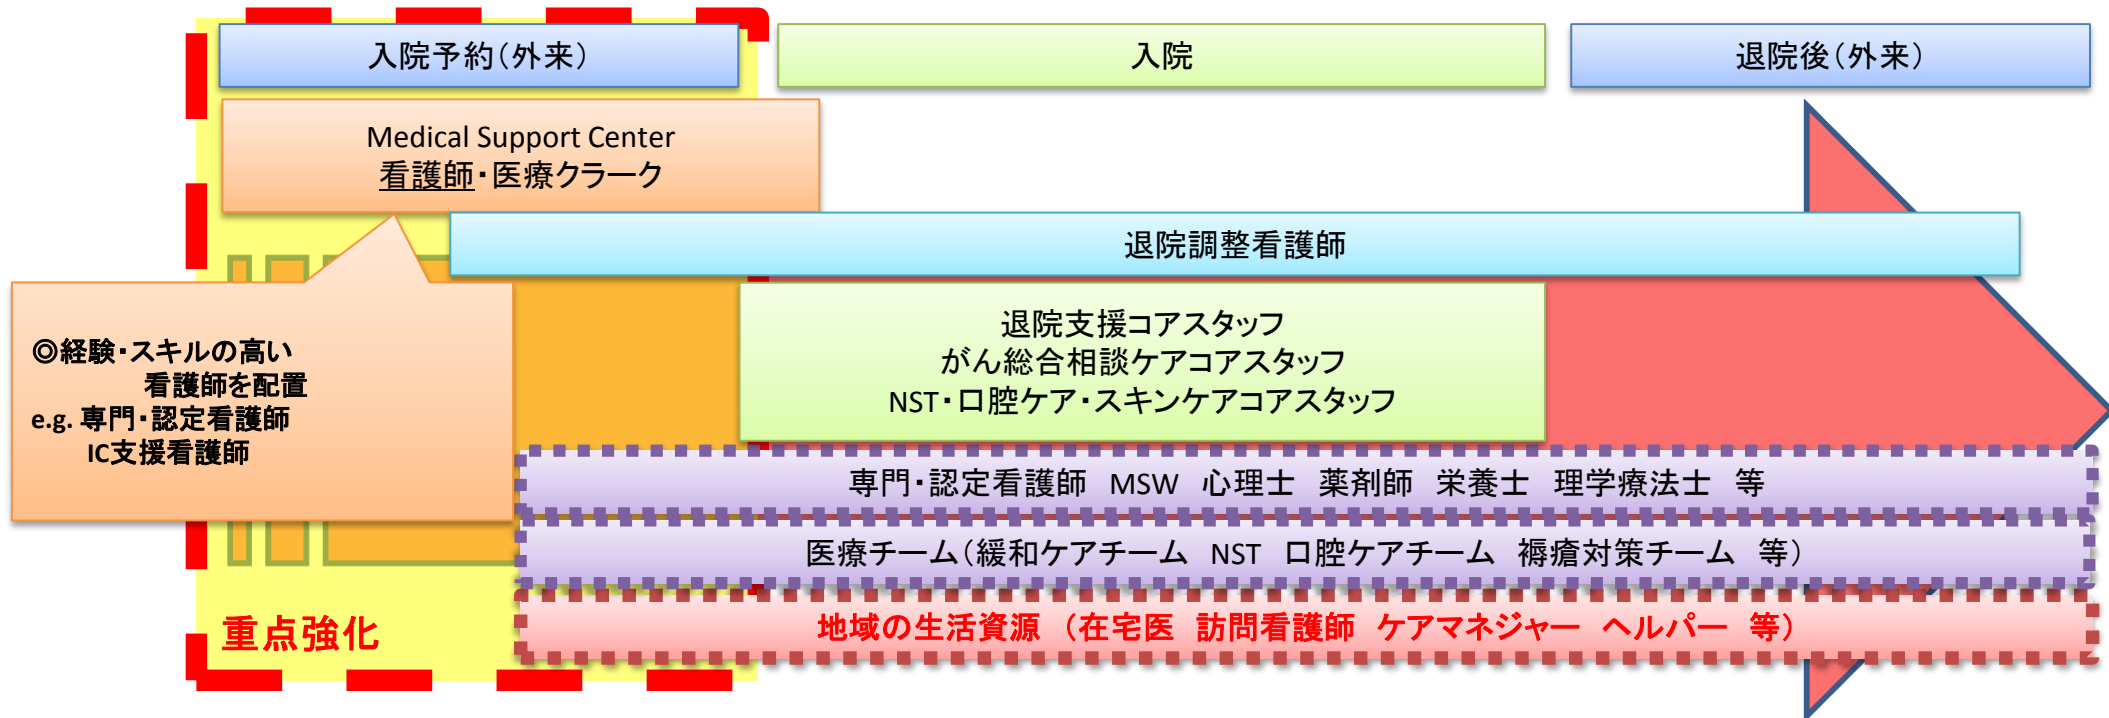 入院予約(外来)
入院
退院後(外来)
Medical Support Center
看護師・医療クラーク
退院調整看護師
◎経験・スキルの高い
看護師を配置
e.g. 専門・認定看護師
IC支援看護師
退院支援コアスタッフ
がん総合相談ケアコアスタッフ
NST・口腔ケア・スキンケアコアスタッフ
専門・認定看護師 MSW 心理士 薬剤師 栄養士 理学療法士 等
医療チーム(緩和ケアチーム NST 口腔ケアチーム 褥瘡対策チーム 等)
重点強化
地域の生活資源 (在宅医 訪問看護師 ケアマネジャー ヘルパー 等)